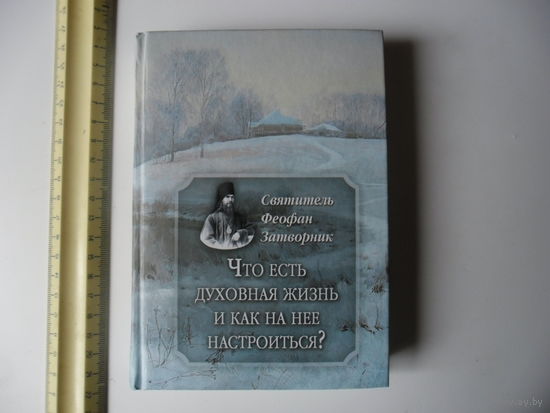 Святитель
Феофан
Затворник
Что есть
духовная жизнь
и как на нее
настроиться?